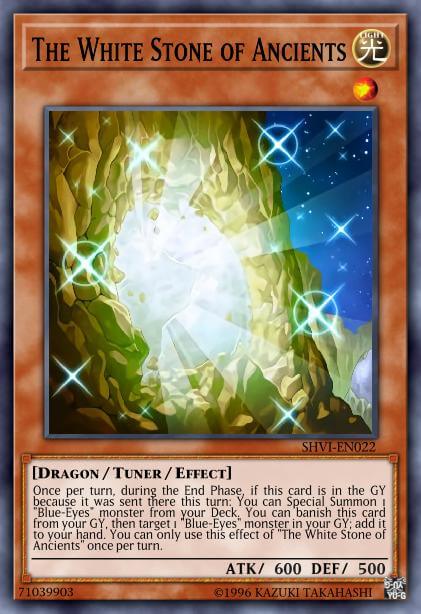 THE WHITE STONE OF ANCIENTS
LIGHT
光
SHVI-EN022
[DRAGON / TUNER / EFFECT]
Once per turn, during the End Phase, if this card is in the GY
because it was sent there this turn: You can Special Summon 1
"Blue-Eyes" monster from your Deck. You can banish this card
from your GY, then target 1 "Blue-Eyes" monster in your GY; add it
to your hand. You can only use this effect of "The White Stone of
Ancients" once per turn.
ATK/ 600 DEF/ 500
71039903
©1996 KAZUKI TAKAHASHI